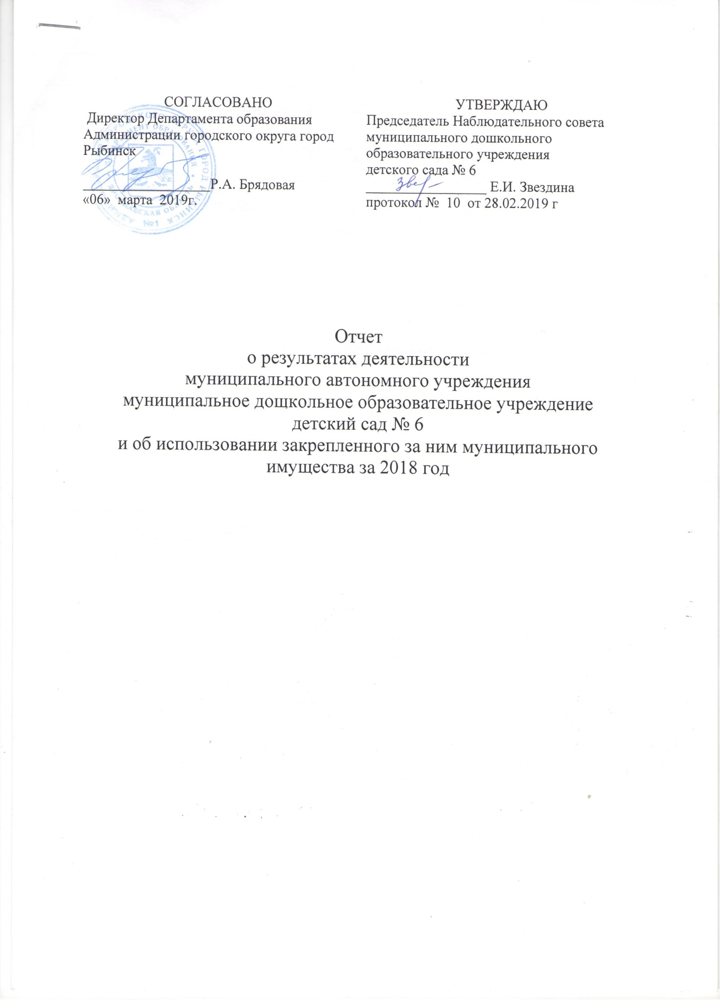 СОГЛАСОВАНО
Директор Департамента образования
Администрации городского округа город
Рыбинск
Р.А. Брядовая
«06» марта 2019г.
УТВЕРЖДАЮ
Председатель Наблюдательного совета
муниципального дошкольного
образовательного учреждения
детского сада № 6
Е.И. Звездина
протокол № 10 от 28.02.2019 г
Отчет
о результатах деятельности
муниципального автономного учреждения
муниципальное дошкольное образовательное учреждение
детский сад № 6
и об использовании закрепленного за ним муниципального
имущества за 2018 год